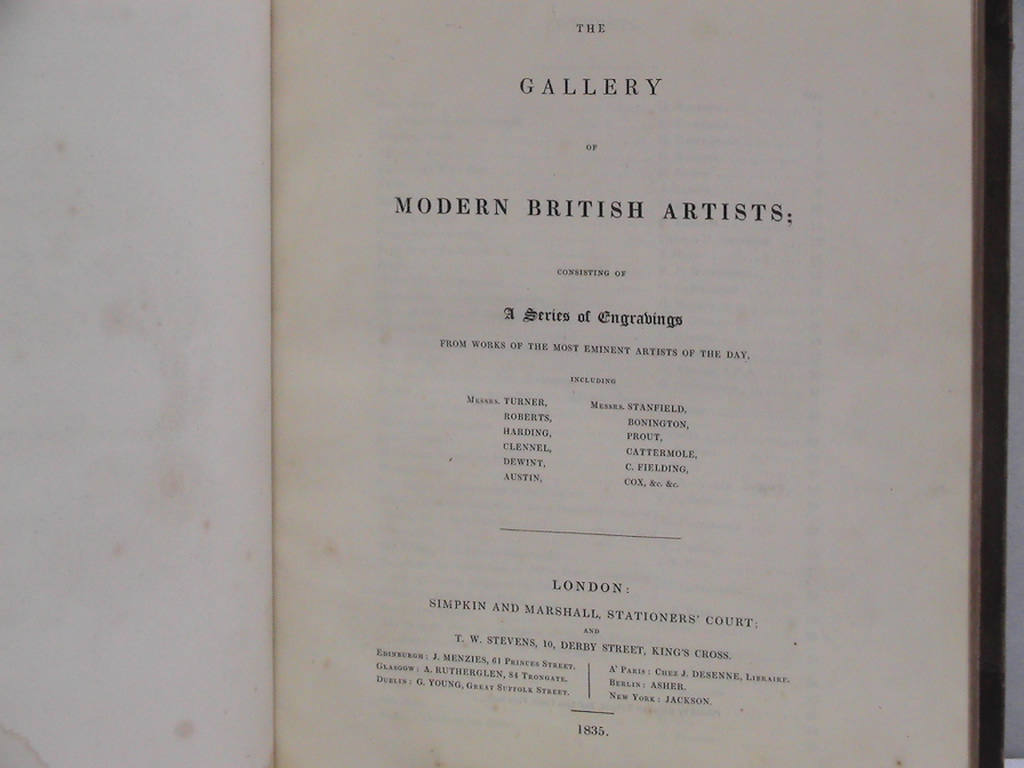 THE
GALLERY
OF
MODERN BRITISH ARTISTS;
CONSISTING OF
A Series of Engravings
FROM WORKS OF THE MOST EMINENT ARTISTS OF THE DAY,
INCLUDING
MESSRS. TURNER,
ROBERTS,
HARDING,
CLENNEL,
DEWINT,
AUSTIN,
MESSRS. STANFIELD,
BONINGTON,
PROUT,
CATTERMOLE,
C. FIELDING,
COX, &c. &c.
LONDON:
SIMPKIN AND MARSHALL, STATIONERS' COURT;
AND
T. W. STEVENS, 10, DERBY STREET, KING'S CROSS.
EDINBURGH: J. MENZIES, 61 PRINCES STREET.
GLASGOW: A. RUTHERGLEN, 84 TRONGATE.
DUBLIN: G. YOUNG, GREAT SUFFOLK STREET.
A' PARIS: CHEZ J. DESENNE, LIBRAIRE.
BERLIN: ASHER.
NEW YORK: JACKSON.
1835.